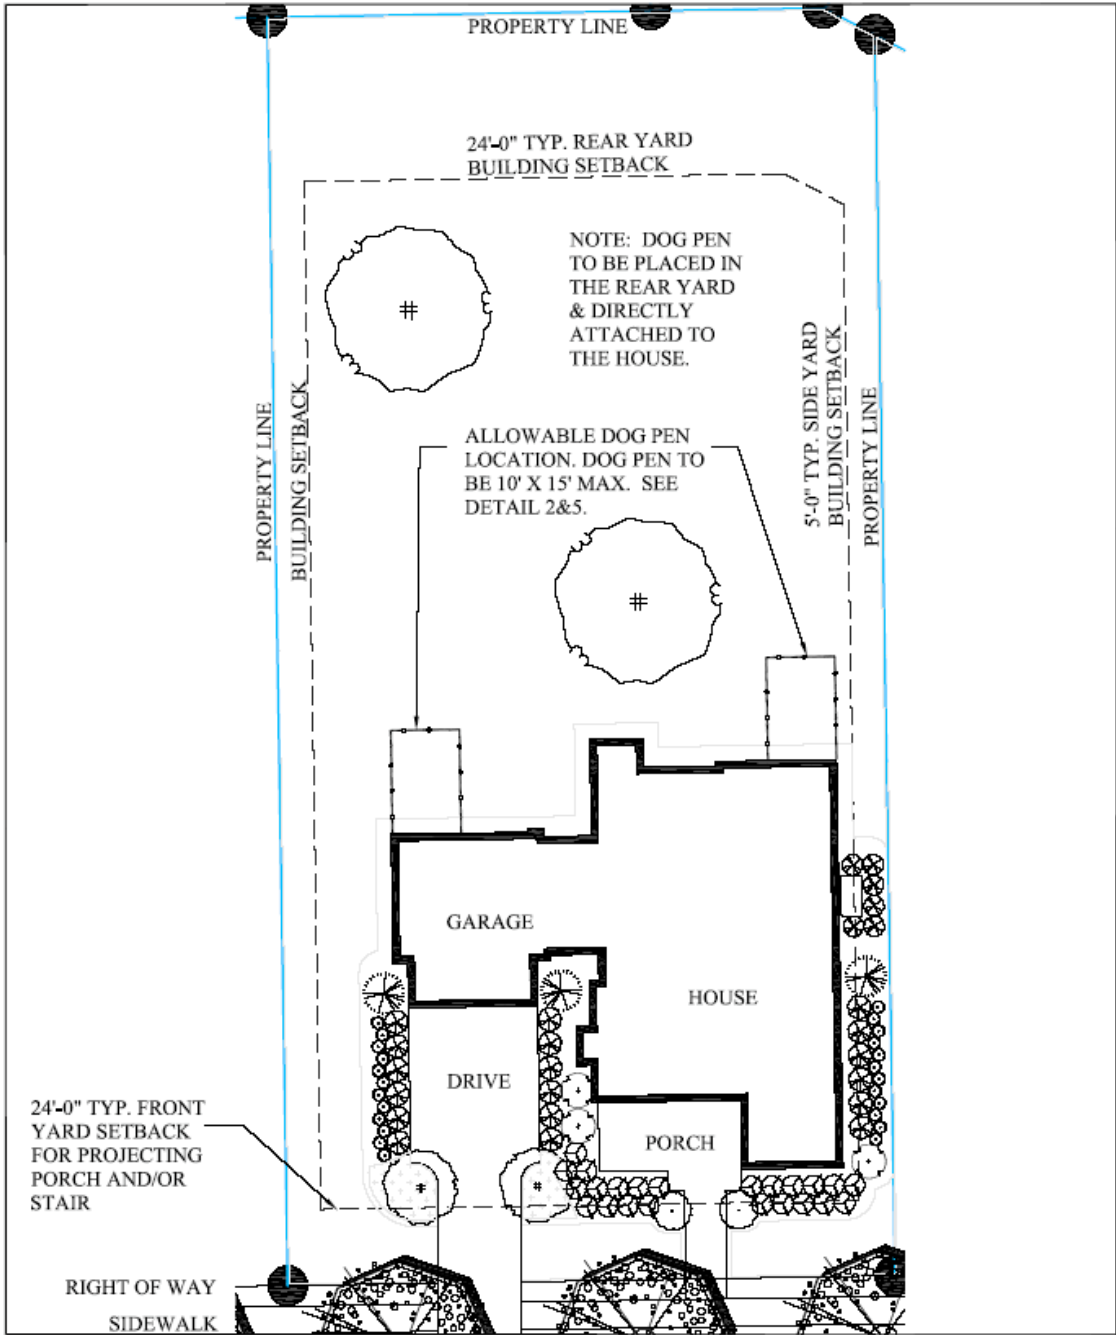 PROPERTY LINE
24'-0" TYP. REAR YARD
BUILDING SETBACK
NOTE: DOG PEN
TO BE PLACED IN
THE REAR YARD
& DIRECTLY
ATTACHED TO
THE HOUSE.
PROPERTY LINE
BUILDING SETBACK
5'-0" TYP. SIDE YARD
BUILDING SETBACK
PROPERTY LINE
ALLOWABLE DOG PEN
LOCATION. DOG PEN TO
BE 10' X 15' MAX. SEE
DETAIL 2&5.
GARAGE
HOUSE
DRIVE
PORCH
24'-0" TYP. FRONT
YARD SETBACK
FOR PROJECTING
PORCH AND/OR
STAIR
RIGHT OF WAY
SIDEWALK